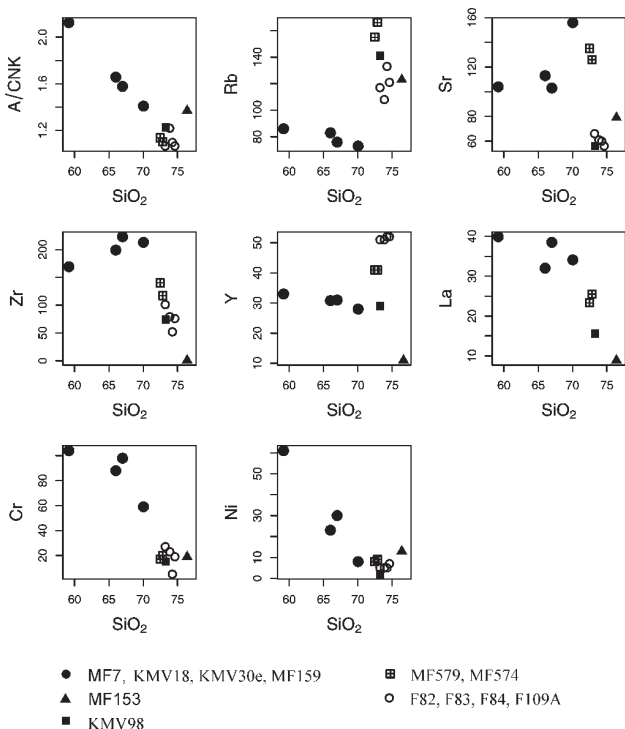 A/CNK
1.2 1.6 2.0
60 65 70 75
SiO2
Rb
80 100 140
60 65 70 75
SiO2
Sr
60 80 120 160
60 65 70 75
SiO2
Zr
0 50 100 200
60 65 70 75
SiO2
Y
10 20 30 40 50
60 65 70 75
SiO2
La
10 20 30 40
60 65 70 75
SiO2
Cr
20 40 60 80
60 65 70 75
SiO2
Ni
0 10 30 50
60 65 70 75
SiO2
MF7, KMV18, KMV30e, MF159
MF153
KMV98
MF579, MF574
F82, F83, F84, F109A